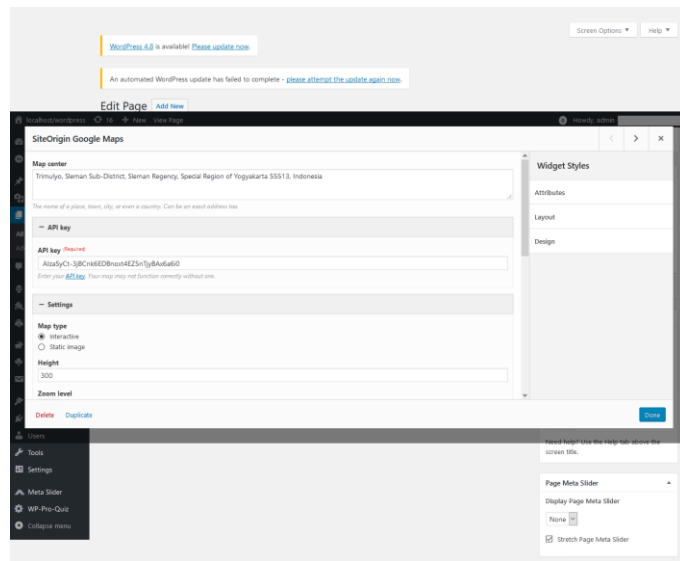 Screen Options ▼ Help ▼
WordPress 4.8 is available! Please update now.
An automated WordPress update has failed to complete - please attempt the update again now.
Edit Page Add New
localhost/wordpress 16 + New View Page 0 Howdy, admin
SiteOrigin Google Maps
Map center
Trimulyo, Sleman Sub-District, Sleman Regency, Special Region of Yogyakarta 55513, Indonesia
The name of a place, town, city, or even a country. Can be an exact address too.
− API key
API key (Required)
Enter your API key. Your map may not function correctly without one.
− Settings
Map type
Interactive
Static image
Height
300
Zoom level
Delete Duplicate
Widget Styles
Attributes
Layout
Design
Done
All
Users
Tools
Settings
Meta Slider
WP-Pro-Quiz
Collapse menu
Need help? Use the Help tab above the
screen title.
Page Meta Slider
Display Page Meta Slider
None
Stretch Page Meta Slider